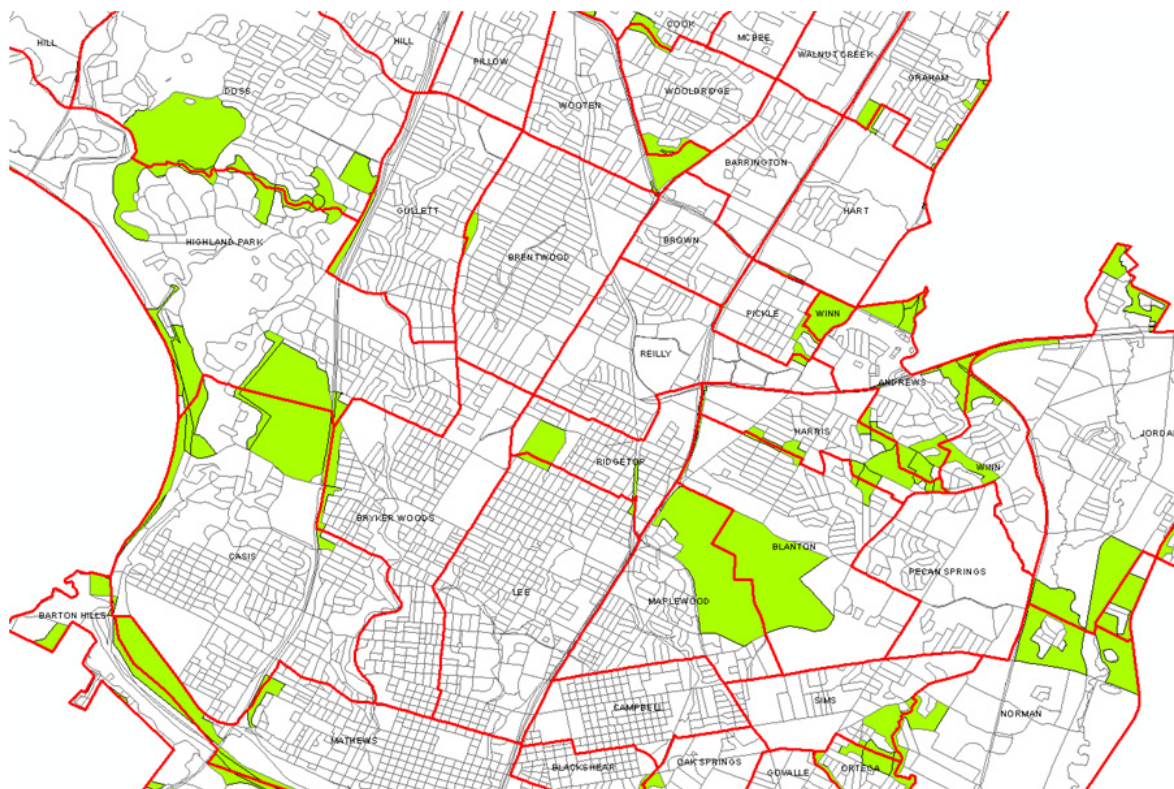 COOK
HILL
HILL
MCBEE
WALNUT CREEK
PILLOW
GRAHAM
DOSS
WOOLDRIDGE
WOOTEN
BARRINGTON
GULLETT
HART
HIGHLAND PARK
BROWN
BRENTWOOD
PICKLE
WINN
REILLY
ANDREWS
HARRIS
JORDA
RIDGETOP
WINN
BRYKER WOODS
BLANTON
CASIS
PECAN SPRINGS
LEE
MAPLEWOOD
BARTON HILLS
SIMS
CAMPBELL
NORMAN
MATHEWS
OAK SPRINGS
BLACKSHEAR
GOVALLE
ORTEGA